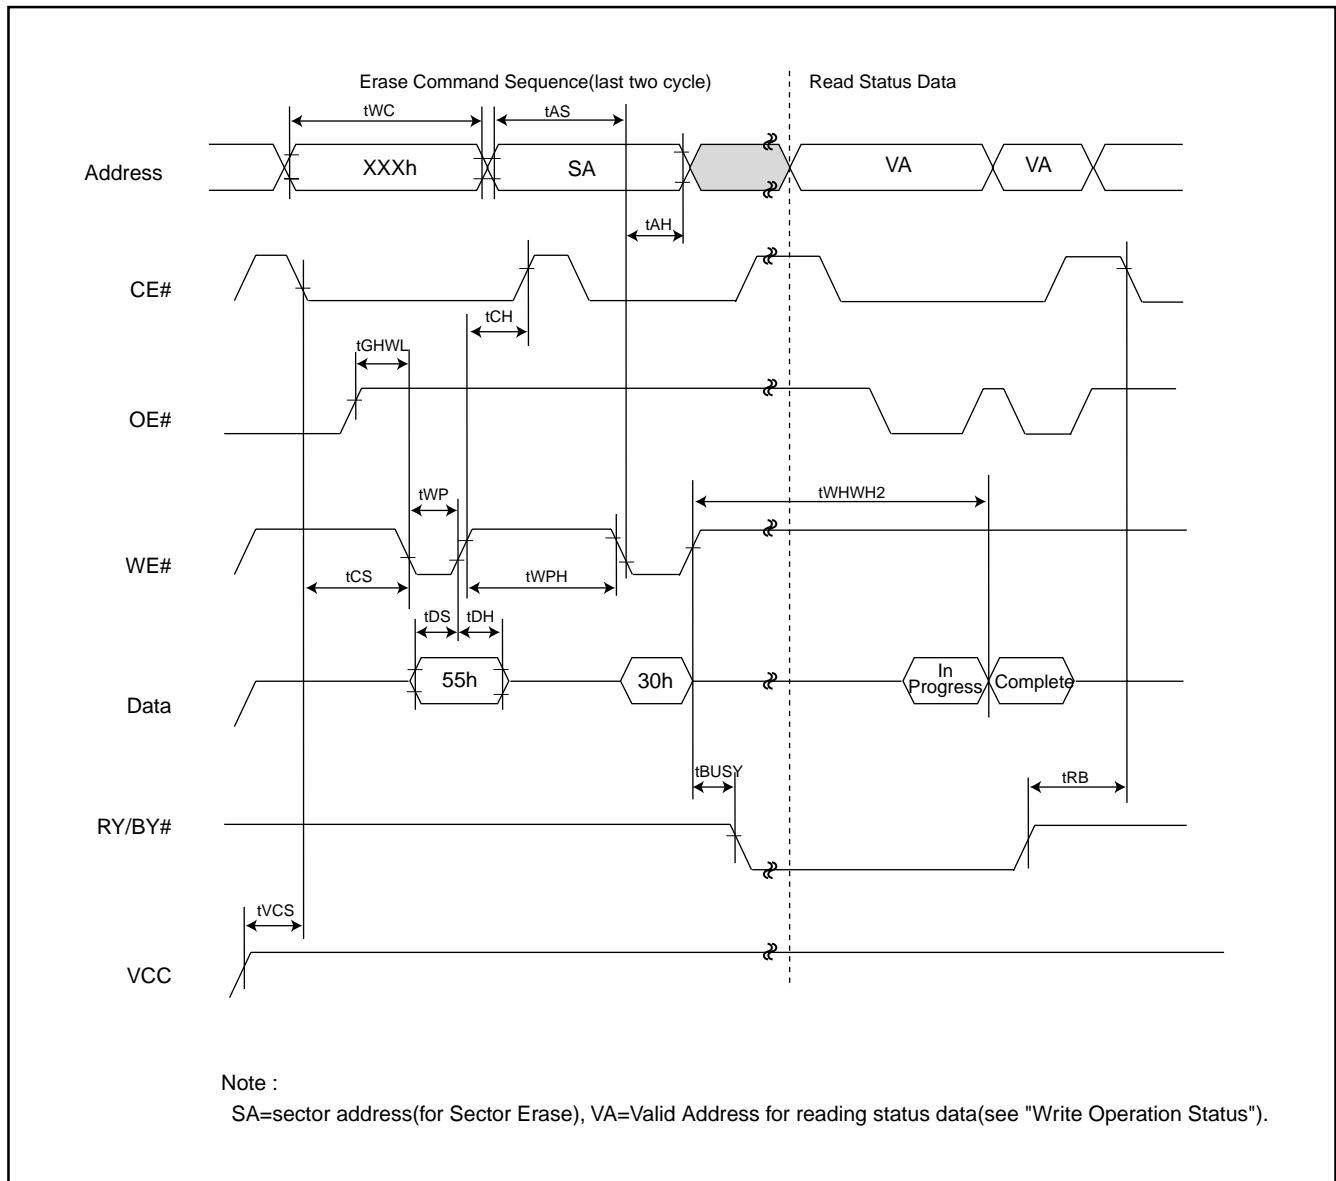 Erase Command Sequence(last two cycle)
Read Status Data
tWC
tAS
Address
XXXh
SA
VA
VA
tAH
CE#
tCH
tGHWL
OE#
tWP
tWHWH2
WE#
tCS
tWPH
tDS
tDH
Data
55h
30h
In
Progress
Complete
tBUSY
tRB
RY/BY#
tVCS
VCC
Note :
SA=sector address(for Sector Erase), VA=Valid Address for reading status data(see "Write Operation Status").